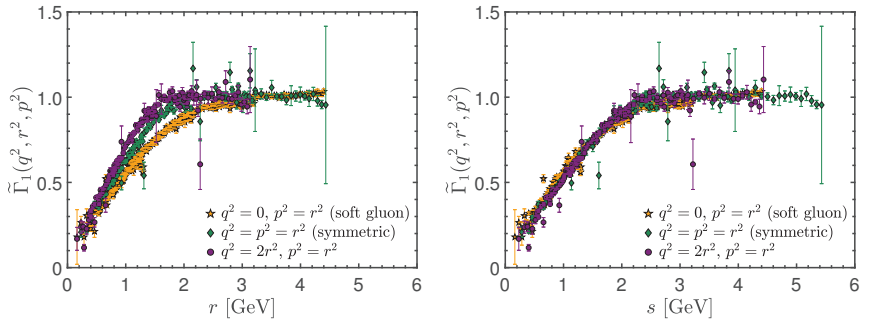 1.5
1.0
0.5
0
0 1 2 3 4 5 6
r [GeV]
Γ̃₁(q², r², p²)
q² = 0, p² = r² (soft gluon)
q² = p² = r² (symmetric)
q² = 2r², p² = r²
1.5
1.0
0.5
0
0 1 2 3 4 5 6
s [GeV]
Γ̃₁(q², r², p²)
q² = 0, p² = r² (soft gluon)
q² = p² = r² (symmetric)
q² = 2r², p² = r²